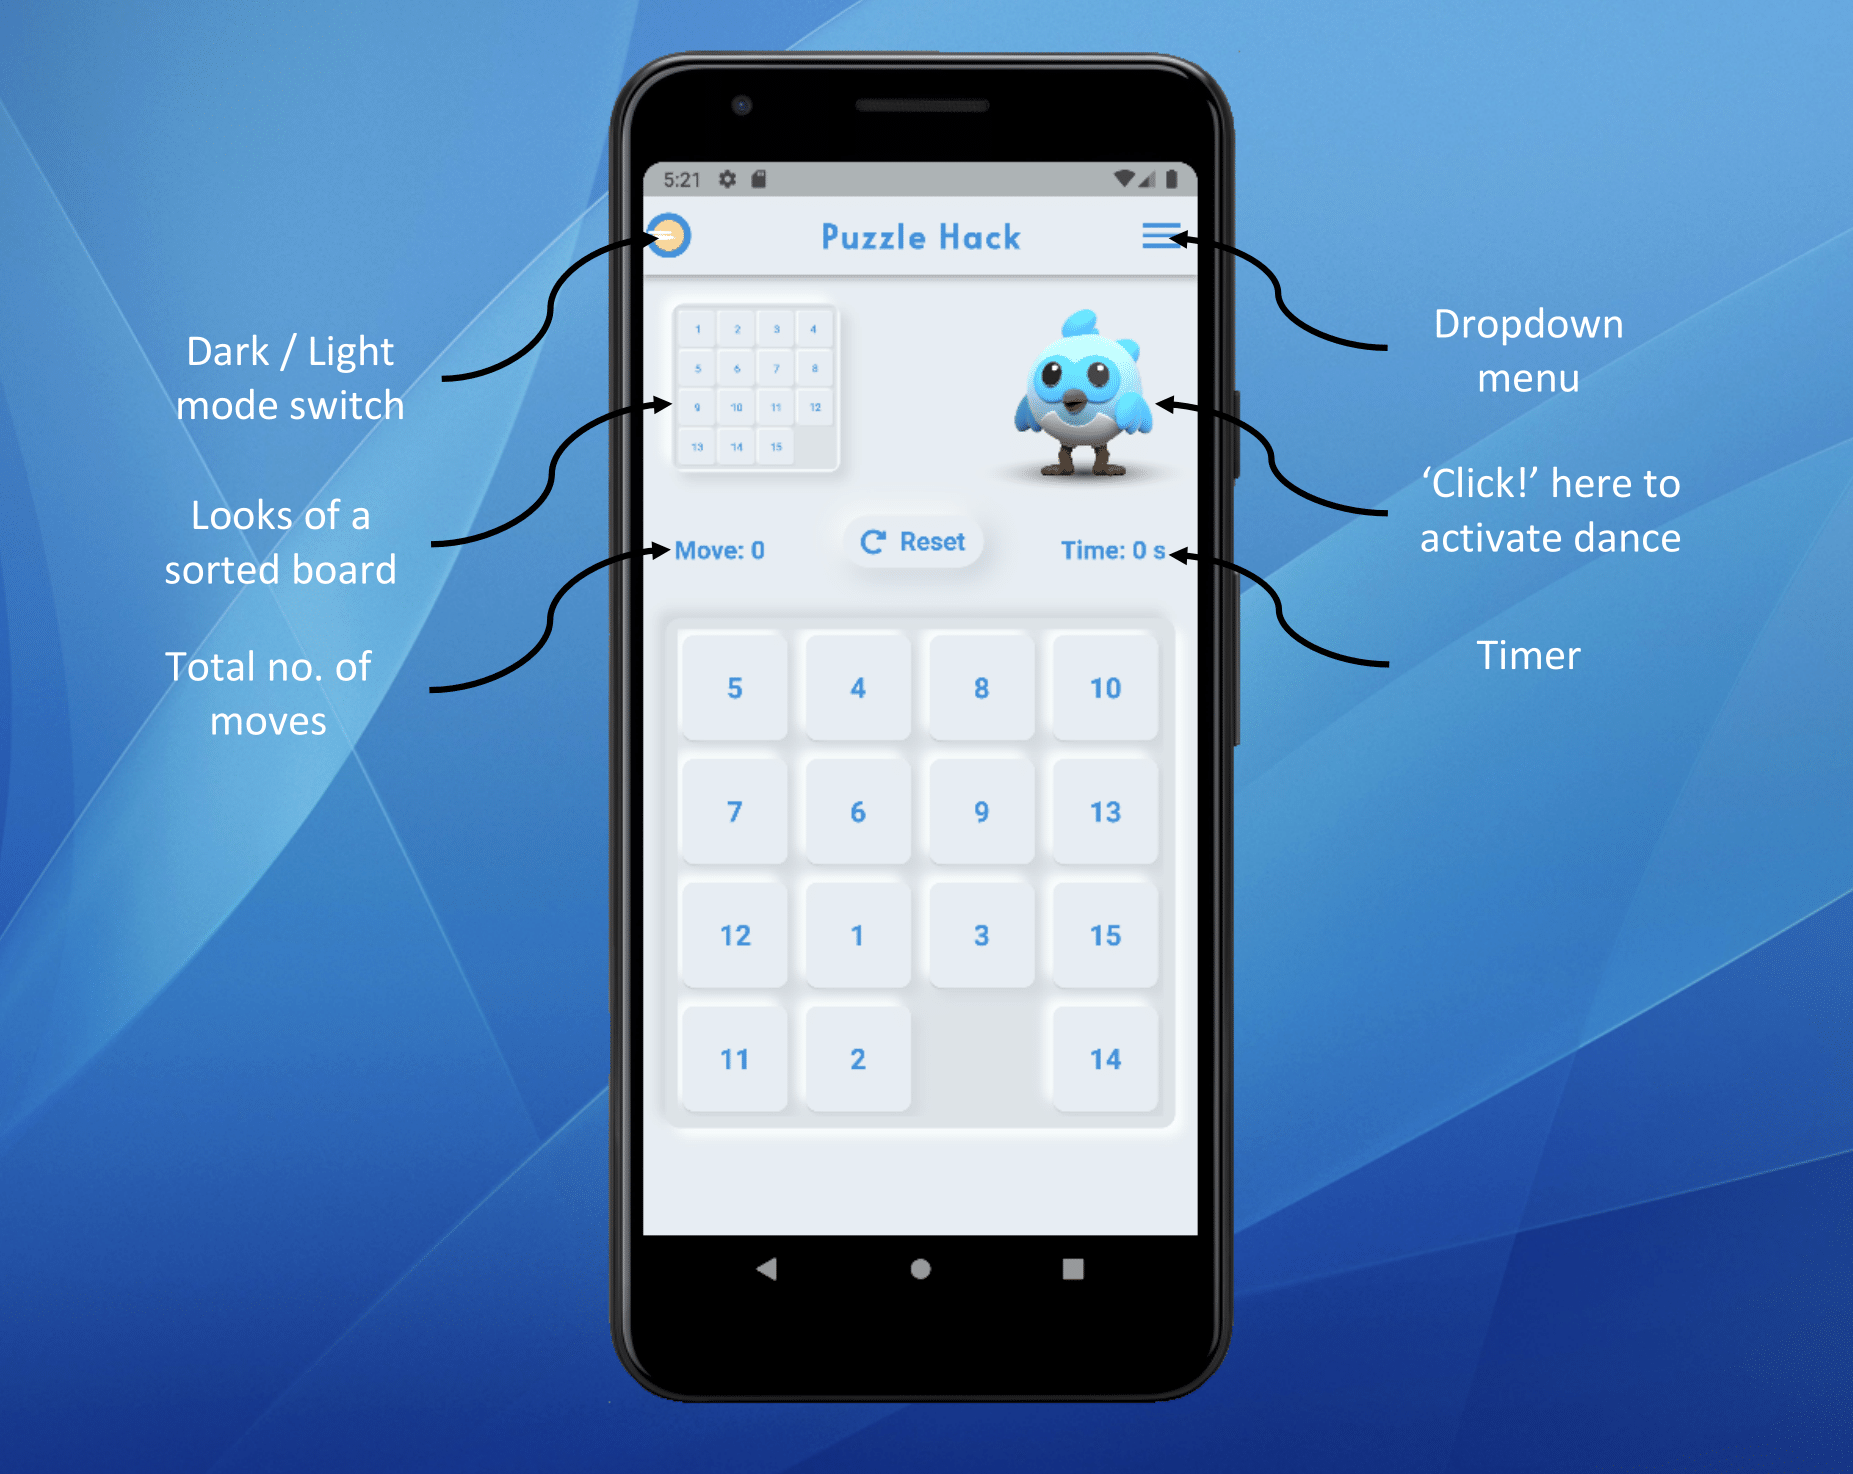 5:21
Puzzle Hack
Dark / Light
mode switch
Looks of a
sorted board
Total no. of
moves
Dropdown
menu
‘Click!’ here to
activate dance
Timer
1 2 3 4
5 6 7 8
9 10 11 12
13 14 15
Move: 0
Reset
Time: 0 s
5 4 8 10
7 6 9 13
12 1 3 15
11 2 14